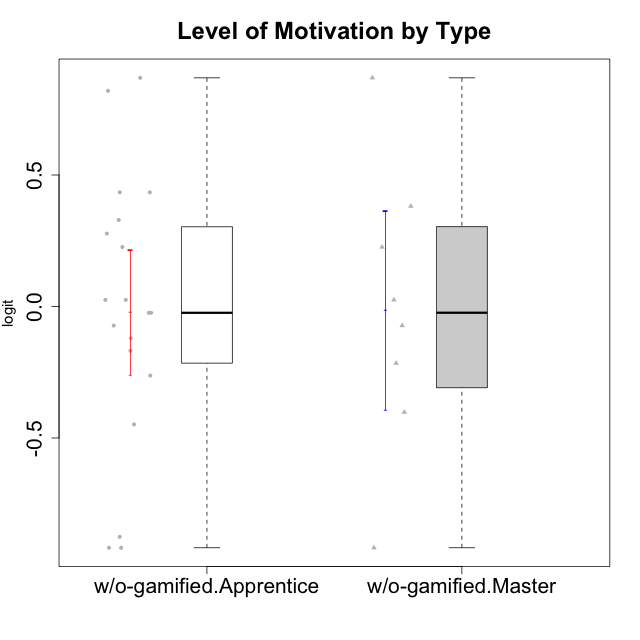 Level of Motivation by Type
logit
0.5
0.0
-0.5
w/o-gamified.Apprentice
w/o-gamified.Master